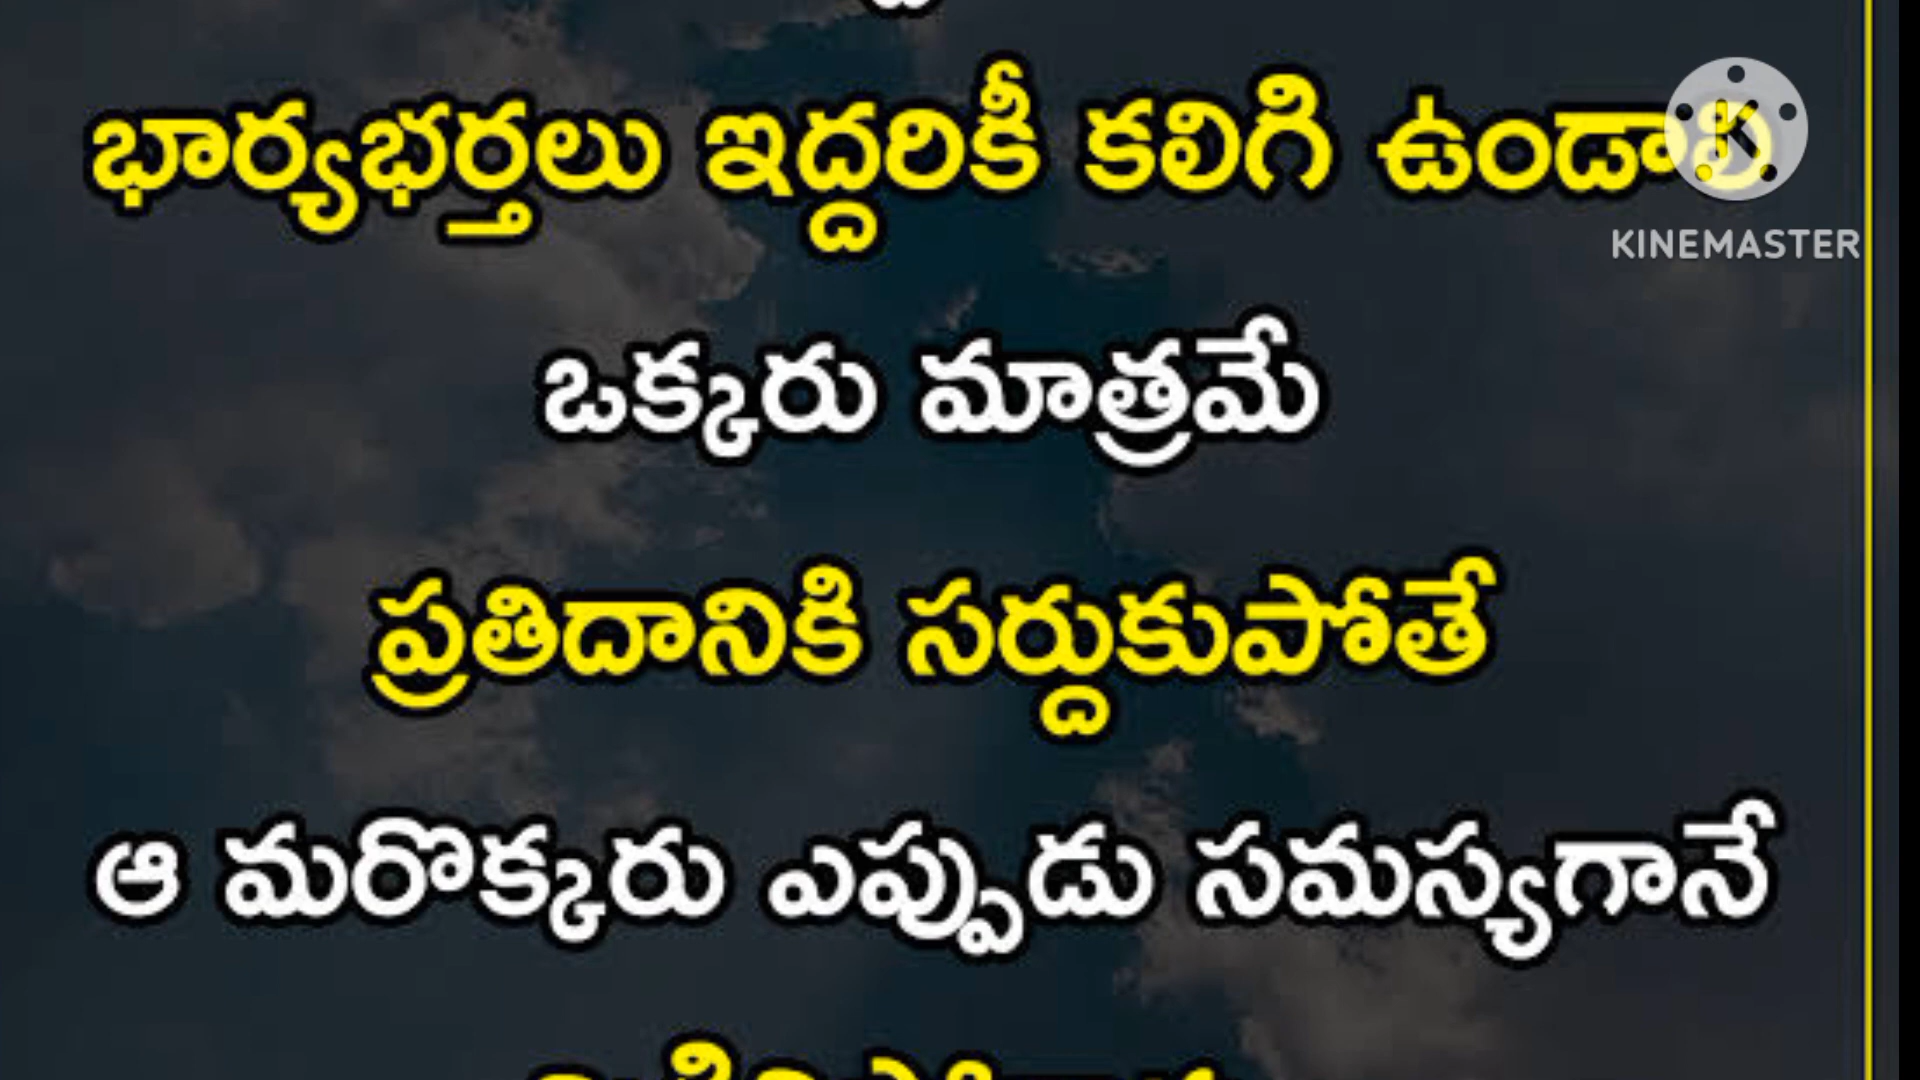 భార్యభర్తలు ఇద్దరికీ కలిగి ఉండాలి
KINEMASTER
ఒక్కరు మాత్రమే
ప్రతిదానికి సర్దుకుపోతే
ఆ మరొక్కరు ఎప్పుడు సమస్యగానే